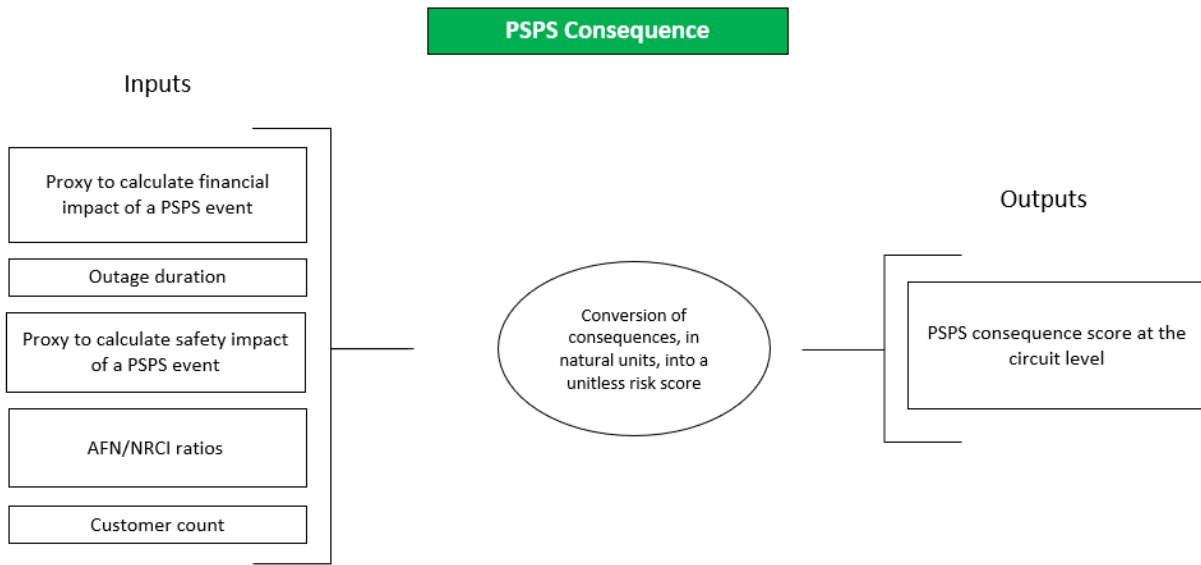 PSPS Consequence
Inputs
Proxy to calculate financial
impact of a PSPS event
Outage duration
Proxy to calculate safety impact
of a PSPS event
AFN/NRCI ratios
Customer count
Conversion of
consequences, in
natural units, into a
unitless risk score
Outputs
PSPS consequence score at the
circuit level